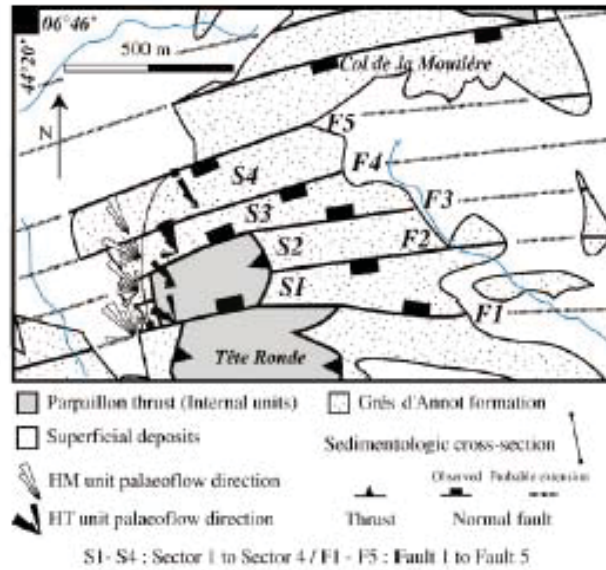 06°46'
44°20'
500 m
Col de la Moutière
N
F5
S4
F4
S3
F3
S2
F2
S1
F1
Tête Ronde
Parpaillon thrust (Internal units)
Grés d'Annot formation
Superficial deposits
Sedimentologic cross-section
HM unit palaeoflow direction
Observed Probable extension
HT unit palaeoflow direction
Thrust Normal fault
S1- S4 : Sector 1 to Sector 4 / F1 - F5 : Fault 1 to Fault 5